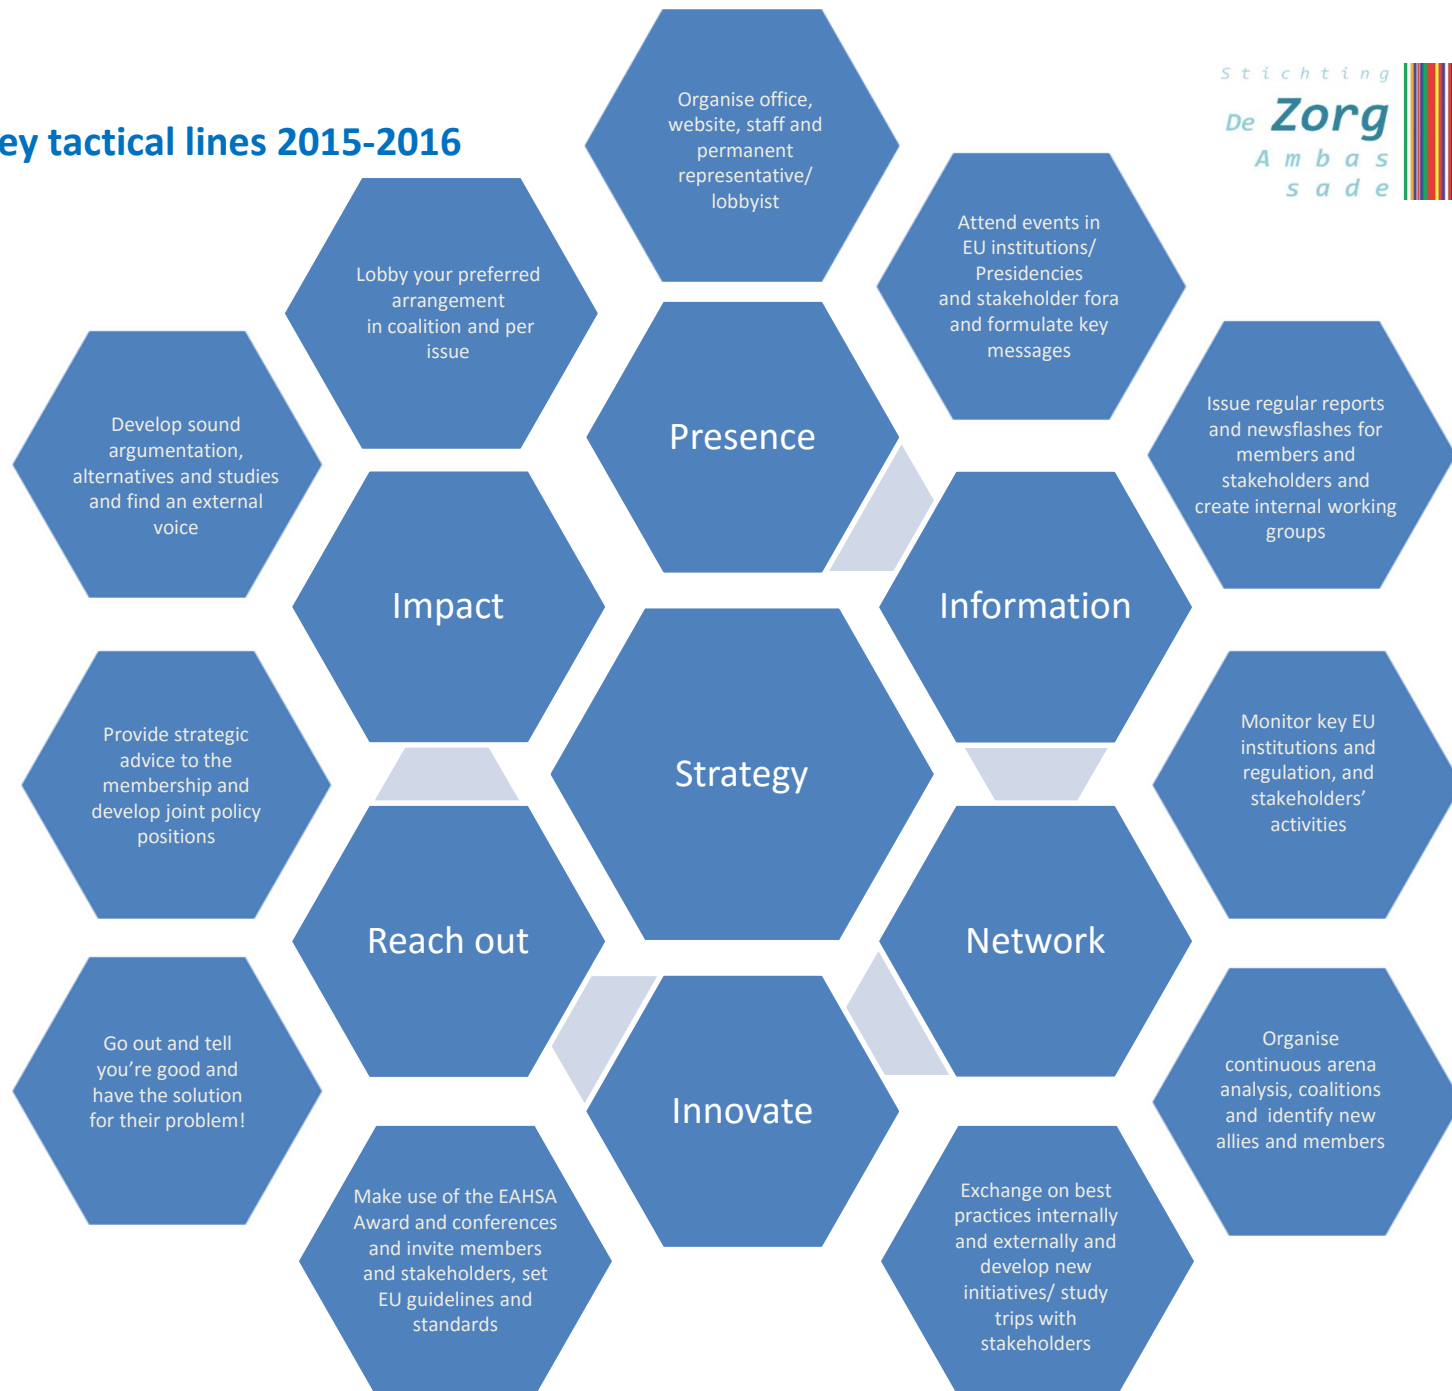 ey tactical lines 2015-2016
Stichting
De Zorg
Ambas
sade
Organise office,
website, staff and
permanent
representative/
lobbyist
Attend events in
EU institutions/
Presidencies
and stakeholder fora
and formulate key
messages
Lobby your preferred
arrangement
in coalition and per
issue
Issue regular reports
and newsflashes for
members and
stakeholders and
create internal working
groups
Develop sound
argumentation,
alternatives and studies
and find an external
voice
Presence
Impact
Information
Strategy
Monitor key EU
institutions and
regulation, and
stakeholders’
activities
Provide strategic
advice to the
membership and
develop joint policy
positions
Reach out
Network
Innovate
Organise
continuous arena
analysis, coalitions
and identify new
allies and members
Go out and tell
you’re good and
have the solution
for their problem!
Make use of the EAHSA
Award and conferences
and invite members
and stakeholders, set
EU guidelines and
standards
Exchange on best
practices internally
and externally and
develop new
initiatives/ study
trips with
stakeholders